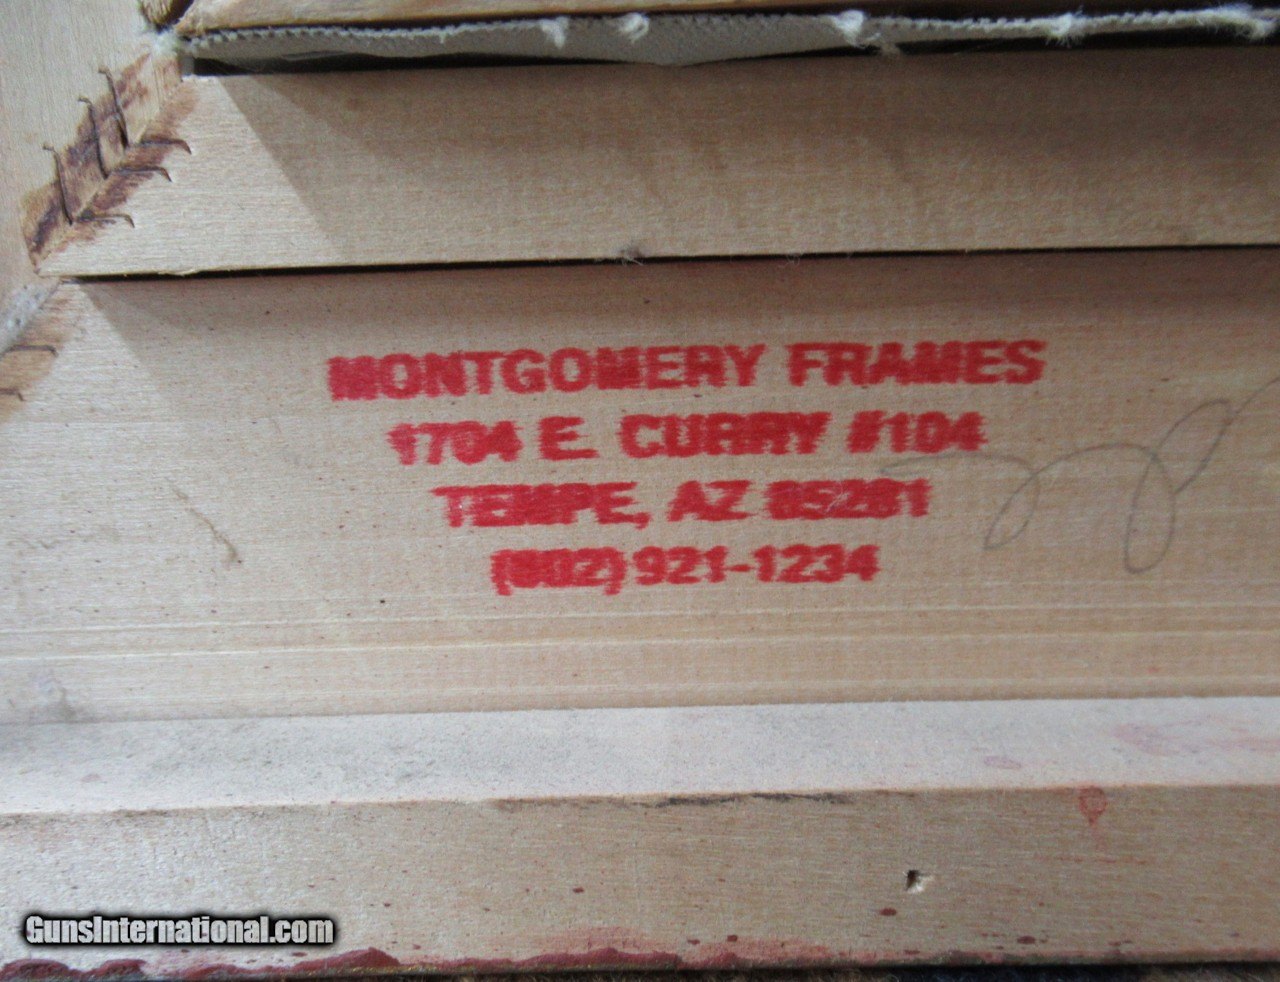 MONTGOMERY FRAMES
1704 E. CURRY #104
TEMPE, AZ 85281
(602) 921-1234
GunsInternational.com